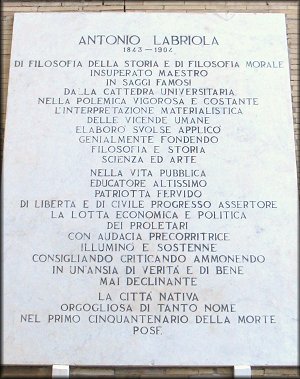 ANTONIO LABRIOLA
1843 – 1904
DI FILOSOFIA DELLA STORIA E DI FILOSOFIA MORALE
INSUPERATO MAESTRO
IN SAGGI FAMOSI
DALLA CATTEDRA UNIVERSITARIA
NELLA POLEMICA VIGOROSA E COSTANTE
L'INTERPRETAZIONE MATERIALISTICA
DELLE VICENDE UMANE
ELABORÒ SVOLSE APPLICÒ
GENIALMENTE FONDENDO
FILOSOFIA E STORIA
SCIENZA ED ARTE
NELLA VITA PUBBLICA
EDUCATORE ALTISSIMO
PATRIOTTA FERVIDO
DI LIBERTÀ E DI CIVILE PROGRESSO ASSERTORE
LA LOTTA ECONOMICA E POLITICA
DEI PROLETARI
CON AUDACIA PRECORRITRICE
ILLUMINÒ E SOSTENNE
CONSIGLIANDO CRITICANDO AMMONENDO
IN UN'ANSIA DI VERITÀ E DI BENE
MAI DECLINANTE
LA CITTÀ NATIVA
ORGOGLIOSA DI TANTO NOME
NEL PRIMO CINQUANTENARIO DELLA MORTE
POSE